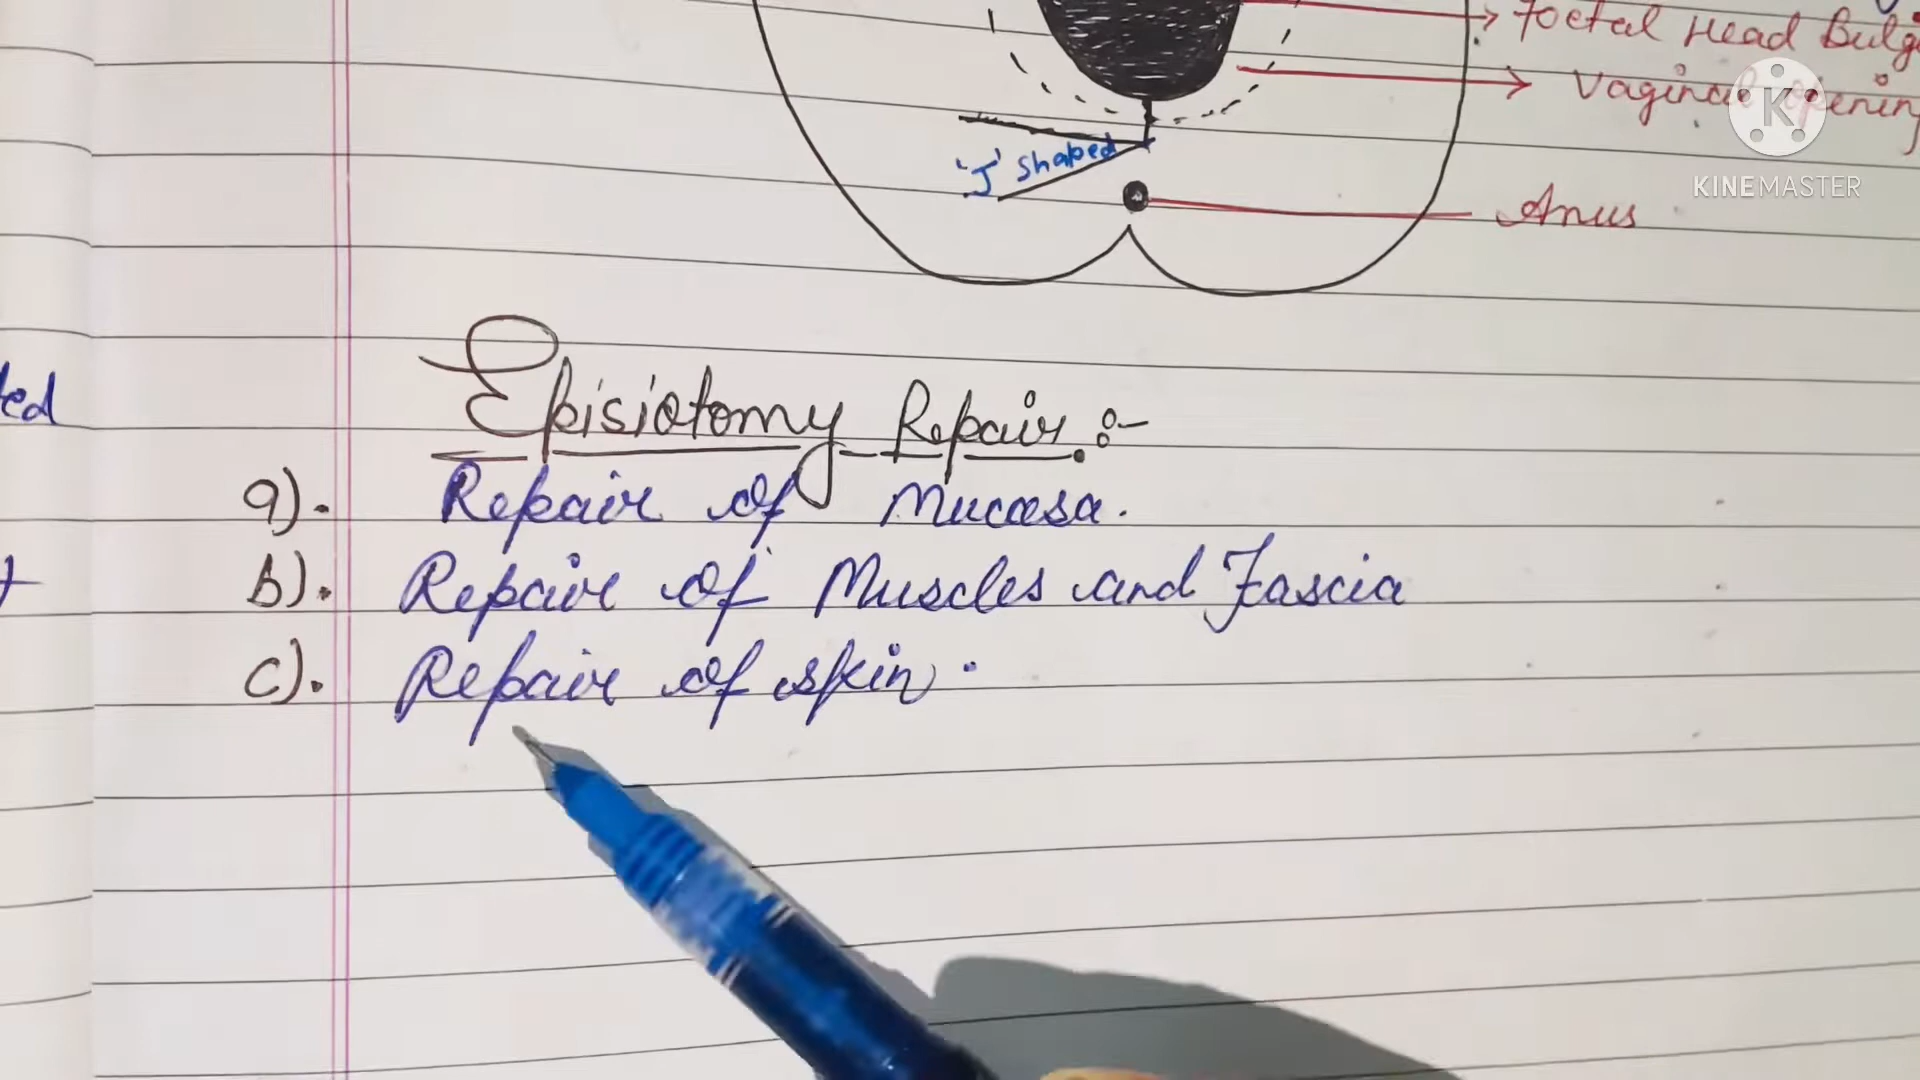 Foetal Head Bulg
Vaginal Opening
K
KINEMASTER
'J' Shaped
Anus
ted
Episiotomy Repair :-
a). Repair of Mucosa.
b). Repair of Muscles and Fascia
c). Repair of skin.